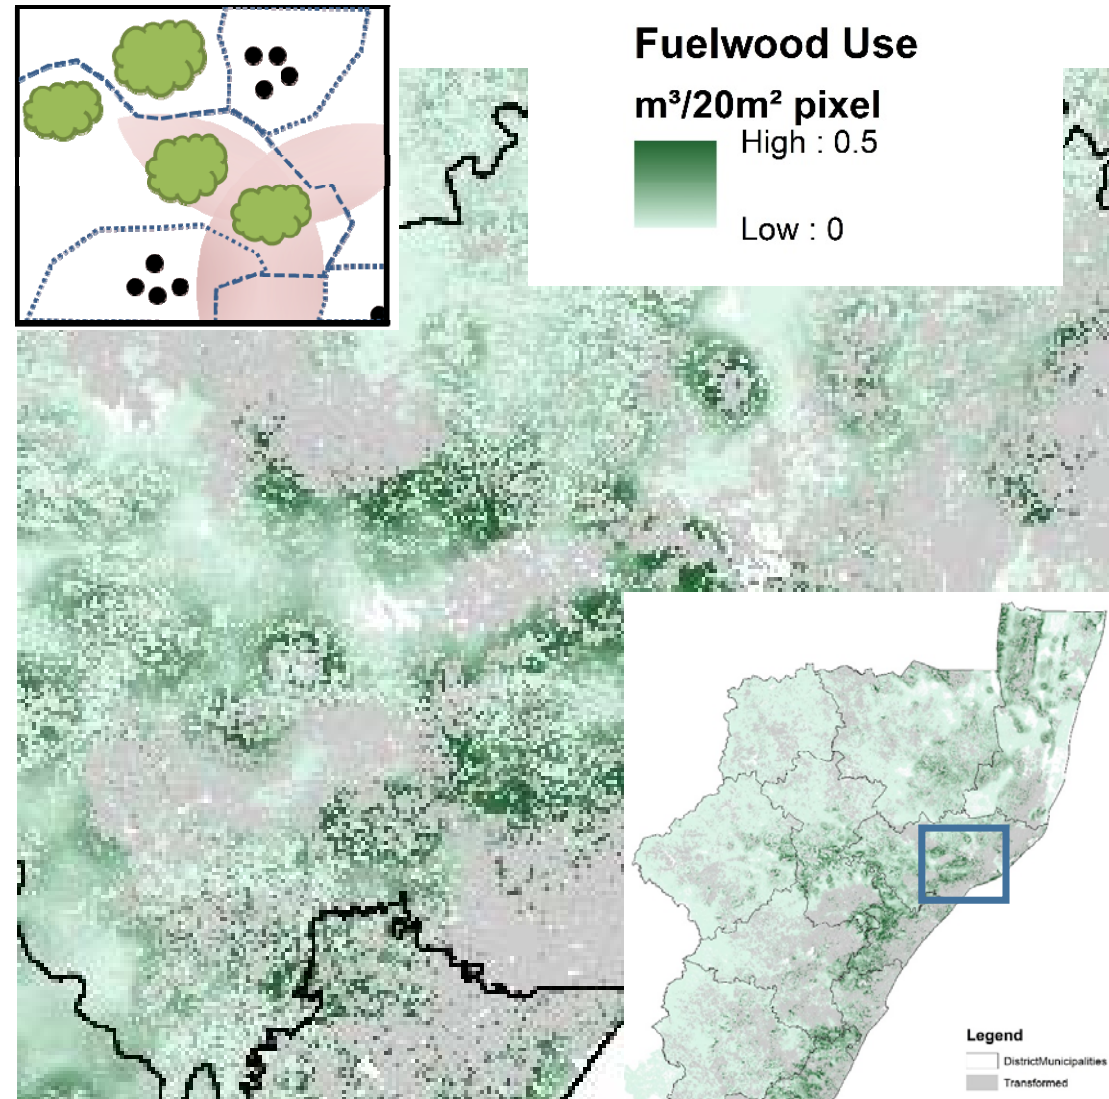 Fuelwood Use
m³/20m² pixel
High : 0.5
Low : 0
Legend
DistrictMunicipalities
Transformed